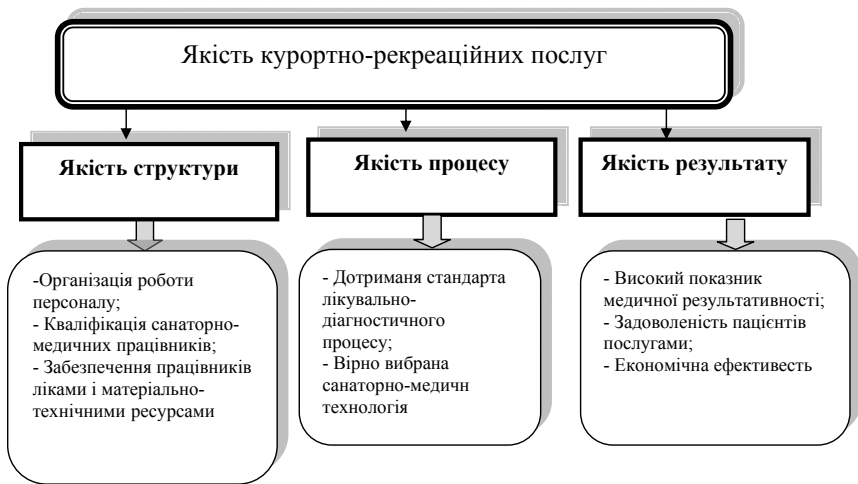 Якість курортно-рекреаційних послуг
Якість структури
Якість процесу
Якість результату
-Організація роботи
персоналу;
- Кваліфікація санаторно-
медичних працівників;
- Забезпечення працівників
ліками і матеріально-
технічними ресурсами
- Дотриманя стандарта
лікувально-
діагностичного
процесу;
- Вірно вибрана
санаторно-медичн
технологія
- Високий показник
медичної результативності;
- Задоволеність пацієнтів
послугами;
- Економічна ефективесть